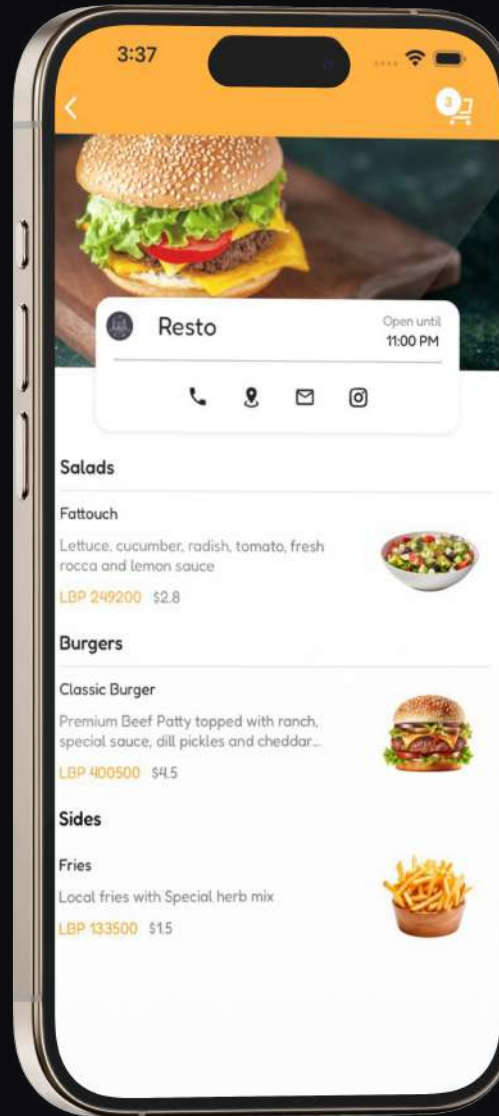 3:37
3
Resto
Open until
11:00 PM
Salads
Fattouch
Lettuce, cucumber, radish, tomato, fresh
rocca and lemon sauce
LBP 249200 $2.8
Burgers
Classic Burger
Premium Beef Patty topped with ranch,
special sauce, dill pickles and cheddar...
LBP 400500 $4.5
Sides
Fries
Local fries with Special herb mix
LBP 133500 $1.5